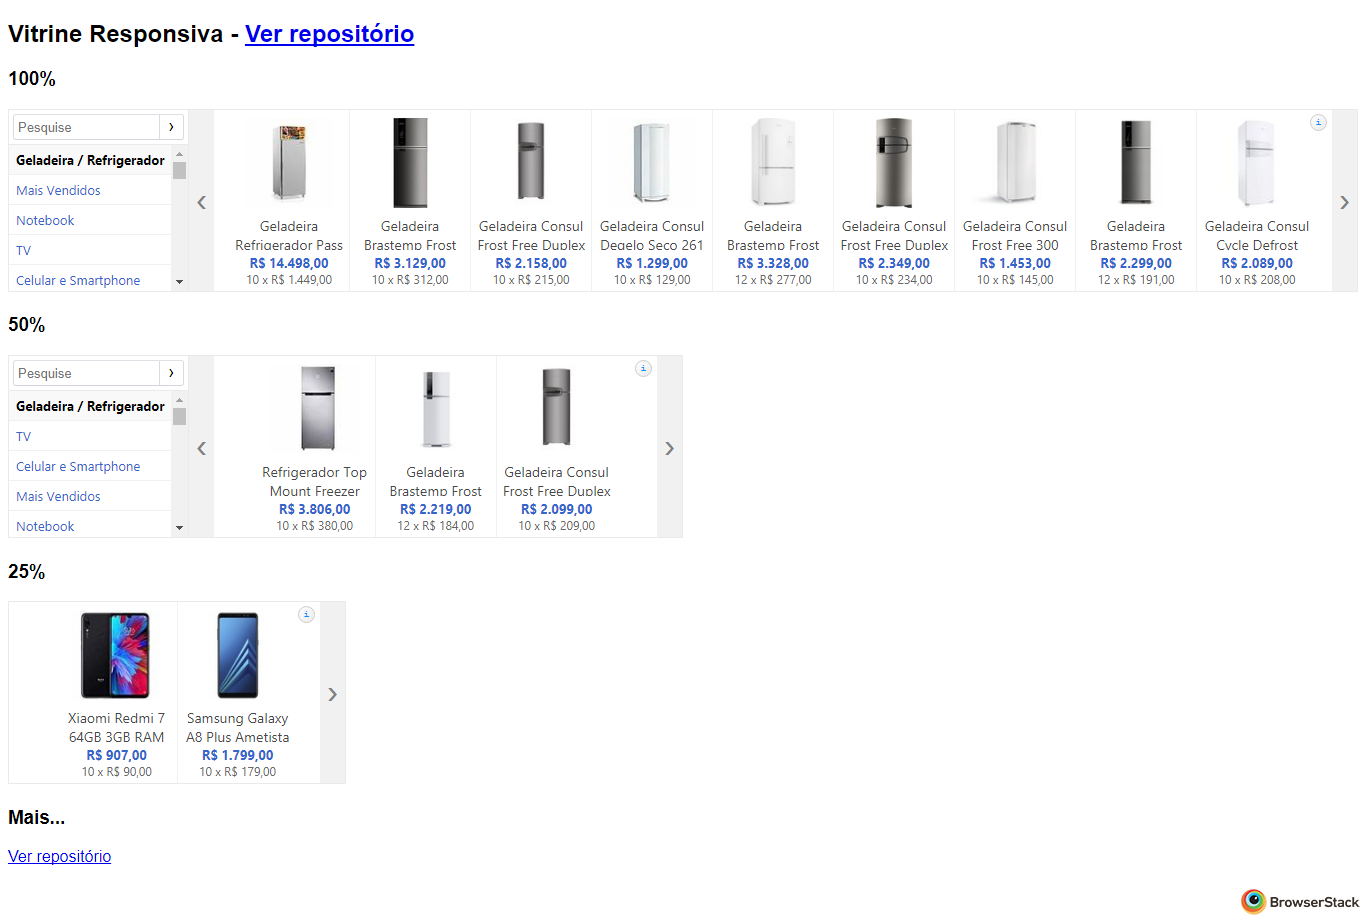 Vitrine Responsiva - Ver repositório
100%
Pesquise
Geladeira / Refrigerador
Mais Vendidos
Notebook
TV
Celular e Smartphone
Geladeira
Refrigerador Pass
R$ 14.498,00
10 x R$ 1.449,00
Geladeira
Brastemp Frost
R$ 3.129,00
10 x R$ 312,00
Geladeira Consul
Frost Free Duplex
R$ 2.158,00
10 x R$ 215,00
Geladeira Consul
Degelo Seco 261
R$ 1.299,00
10 x R$ 129,00
Geladeira
Brastemp Frost
R$ 3.328,00
12 x R$ 277,00
Geladeira Consul
Frost Free Duplex
R$ 2.349,00
10 x R$ 234,00
Geladeira Consul
Frost Free 300
R$ 1.453,00
10 x R$ 145,00
Geladeira
Brastemp Frost
R$ 2.299,00
12 x R$ 191,00
Geladeira Consul
Cycle Defrost
R$ 2.089,00
10 x R$ 208,00
50%
Pesquise
Geladeira / Refrigerador
TV
Celular e Smartphone
Mais Vendidos
Notebook
Refrigerador Top
Mount Freezer
R$ 3.806,00
10 x R$ 380,00
Geladeira
Brastemp Frost
R$ 2.219,00
12 x R$ 184,00
Geladeira Consul
Frost Free Duplex
R$ 2.099,00
10 x R$ 209,00
25%
Xiaomi Redmi 7
64GB 3GB RAM
R$ 907,00
10 x R$ 90,00
Samsung Galaxy
A8 Plus Ametista
R$ 1.799,00
10 x R$ 179,00
Mais...
Ver repositório
BrowserStack